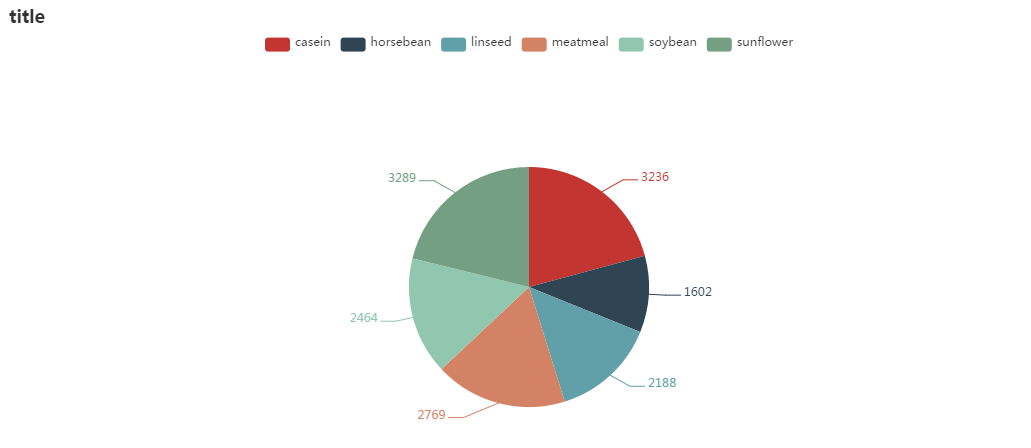 title
casein horsebean linseed meatmeal soybean sunflower
3289 3236
1602
2464
2188
2769